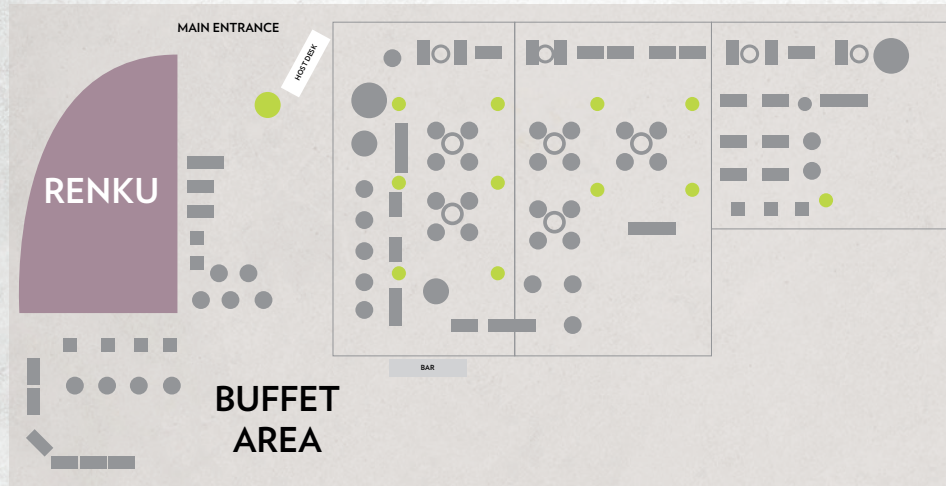 MAIN ENTRANCE
HOST DESK
RENKU
BAR
BUFFET
AREA